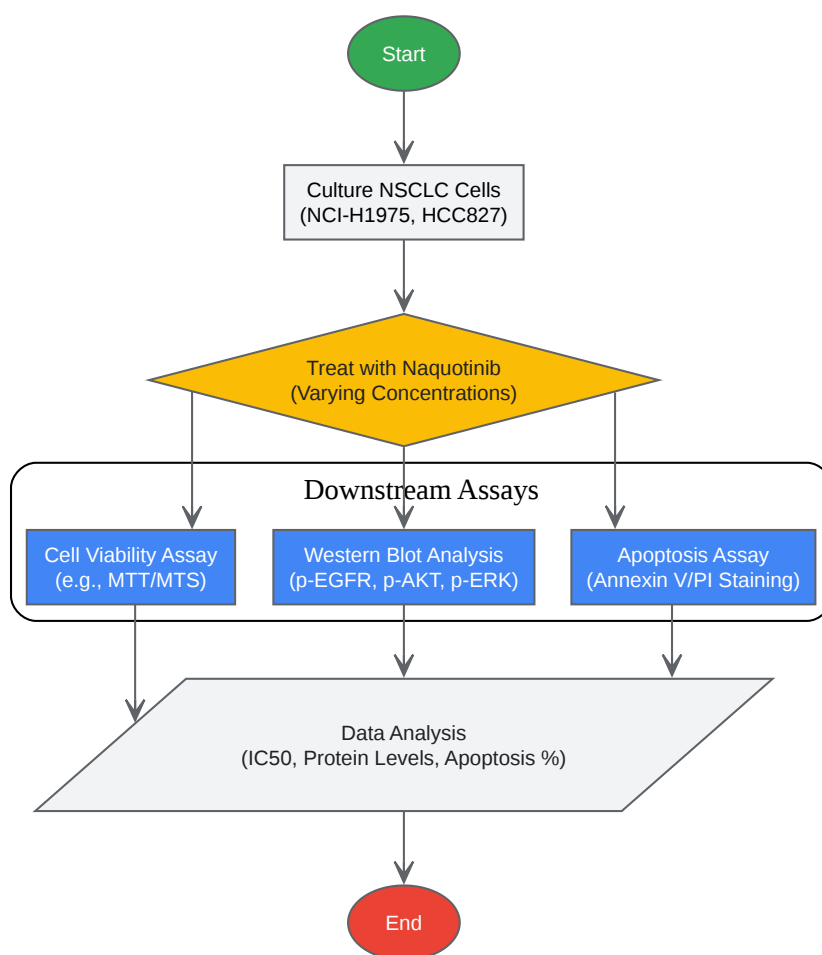 Start
Culture NSCLC Cells
(NCI-H1975, HCC827)
Treat with Naquotinib
(Varying Concentrations)
Downstream Assays
Cell Viability Assay
(e.g., MTT/MTS)
Western Blot Analysis
(p-EGFR, p-AKT, p-ERK)
Apoptosis Assay
(Annexin V/PI Staining)
Data Analysis
(IC50, Protein Levels, Apoptosis %)
End